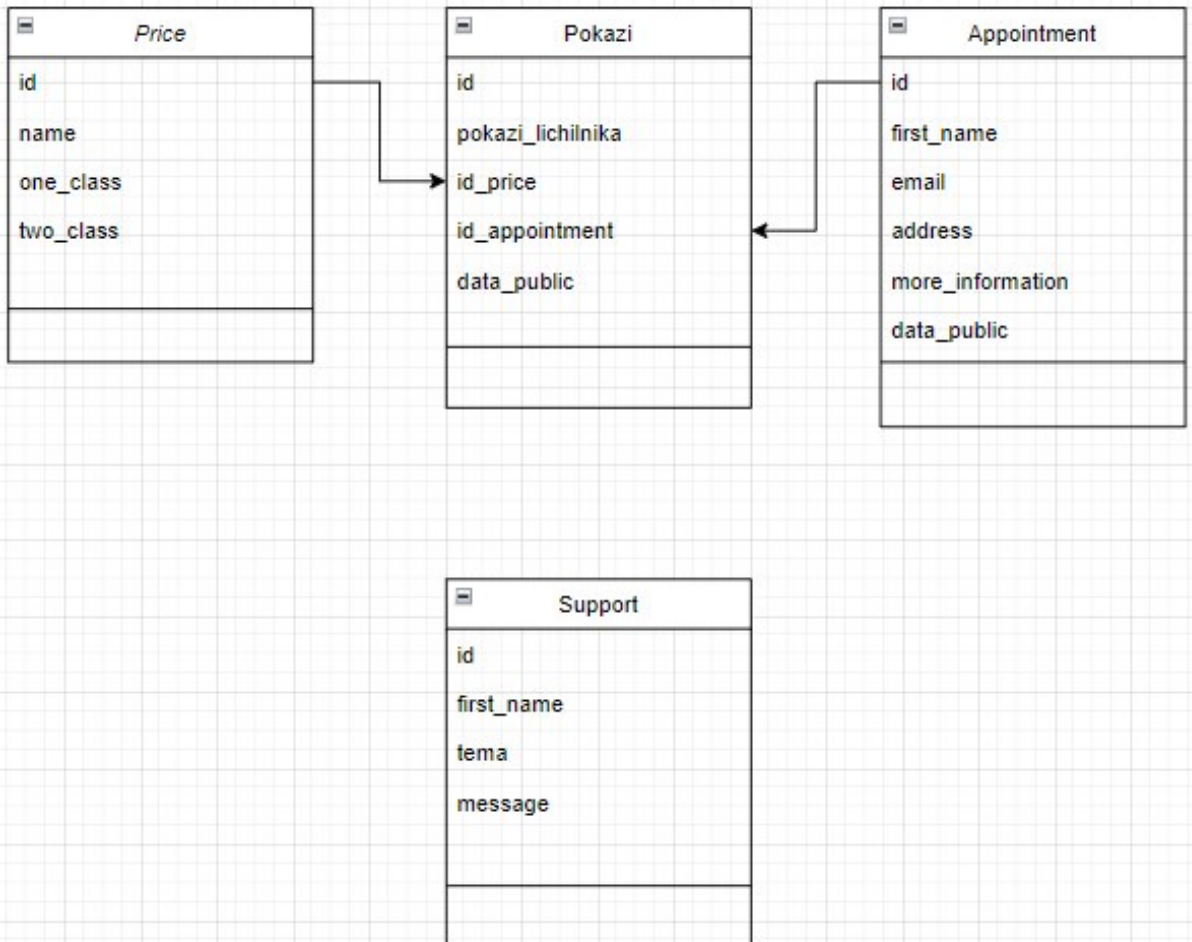 Price
id
name
one_class
two_class
Pokazi
id
pokazi_lichilnika
id_price
id_appointment
data_public
Appointment
id
first_name
email
address
more_information
data_public
Support
id
first_name
tema
message